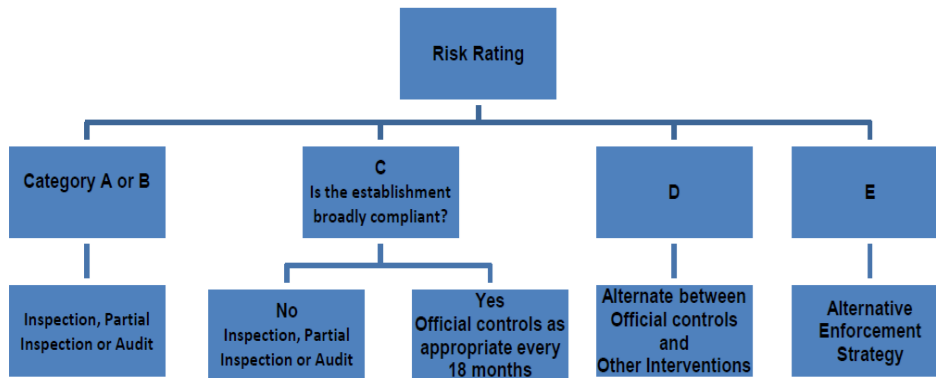 Risk Rating
Category A or B
C
Is the establishment
broadly compliant?
D
E
Inspection, Partial
Inspection or Audit
No
Inspection, Partial
Inspection or Audit
Yes
Official controls as
appropriate every
18 months
Alternate between
Official controls
and
Other Interventions
Alternative
Enforcement
Strategy